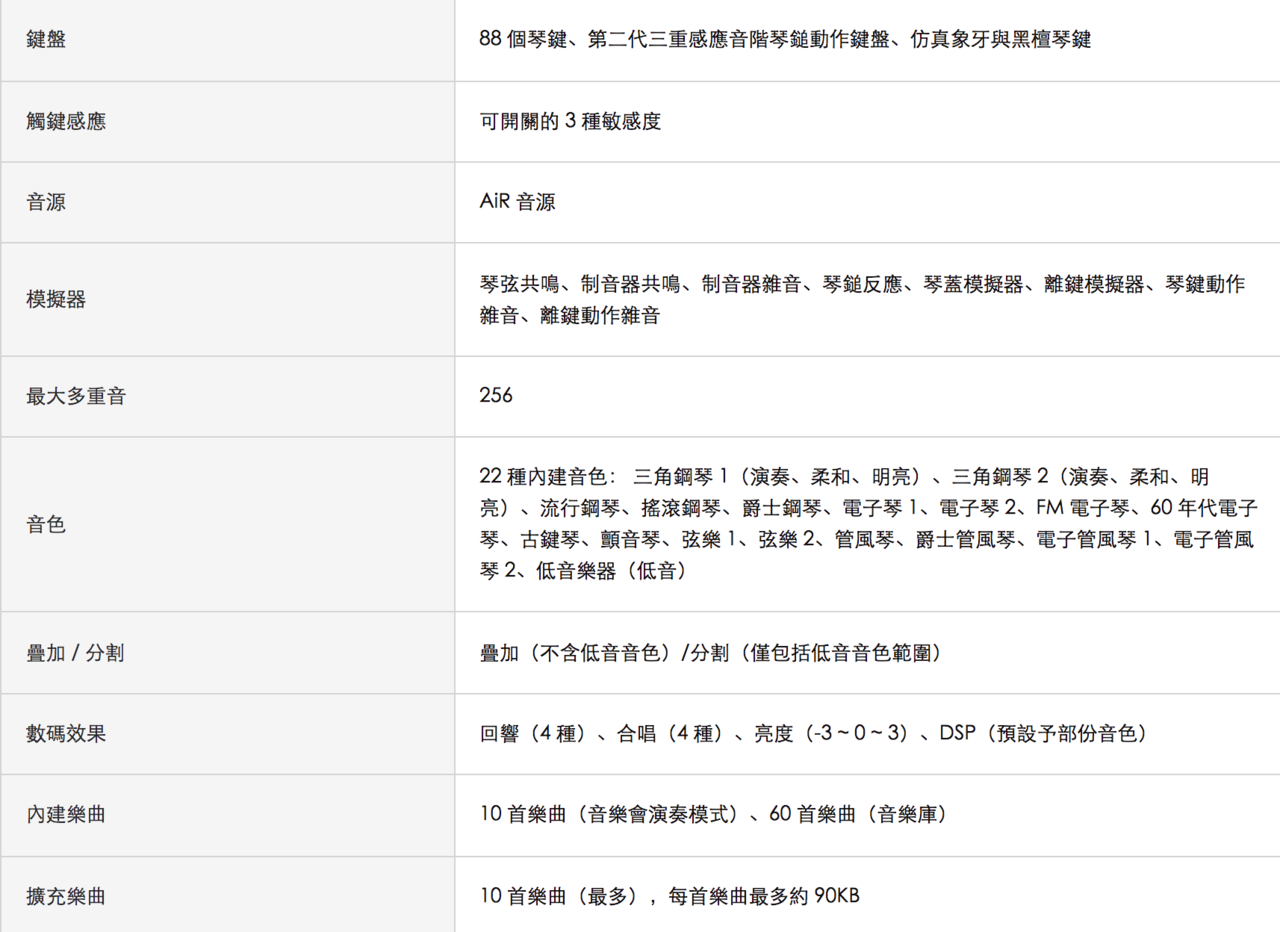 鍵盤
88 個琴鍵、第二代三重感應音階琴鎚動作鍵盤、仿真象牙與黑檀琴鍵
觸鍵感應
可開關的 3 種敏感度
音源
AiR 音源
模擬器
琴弦共鳴、制音器共鳴、制音器雜音、琴鎚反應、琴蓋模擬器、離鍵模擬器、琴鍵動作
雜音、離鍵動作雜音
最大多重音
256
音色
22 種內建音色： 三角鋼琴 1（演奏、柔和、明亮）、三角鋼琴 2（演奏、柔和、明
亮）、流行鋼琴、搖滾鋼琴、爵士鋼琴、電子琴 1、電子琴 2、FM 電子琴、60 年代電子
琴、古鍵琴、顫音琴、弦樂 1、弦樂 2、管風琴、爵士管風琴、電子管風琴 1、電子管風
琴 2、低音樂器（低音）
疊加 / 分割
疊加（不含低音音色）/分割（僅包括低音音色範圍）
數碼效果
回響（4 種）、合唱（4 種）、亮度（-3 ~ 0 ~ 3）、DSP（預設予部份音色）
內建樂曲
10 首樂曲（音樂會演奏模式）、60 首樂曲（音樂庫）
擴充樂曲
10 首樂曲（最多），每首樂曲最多約 90KB